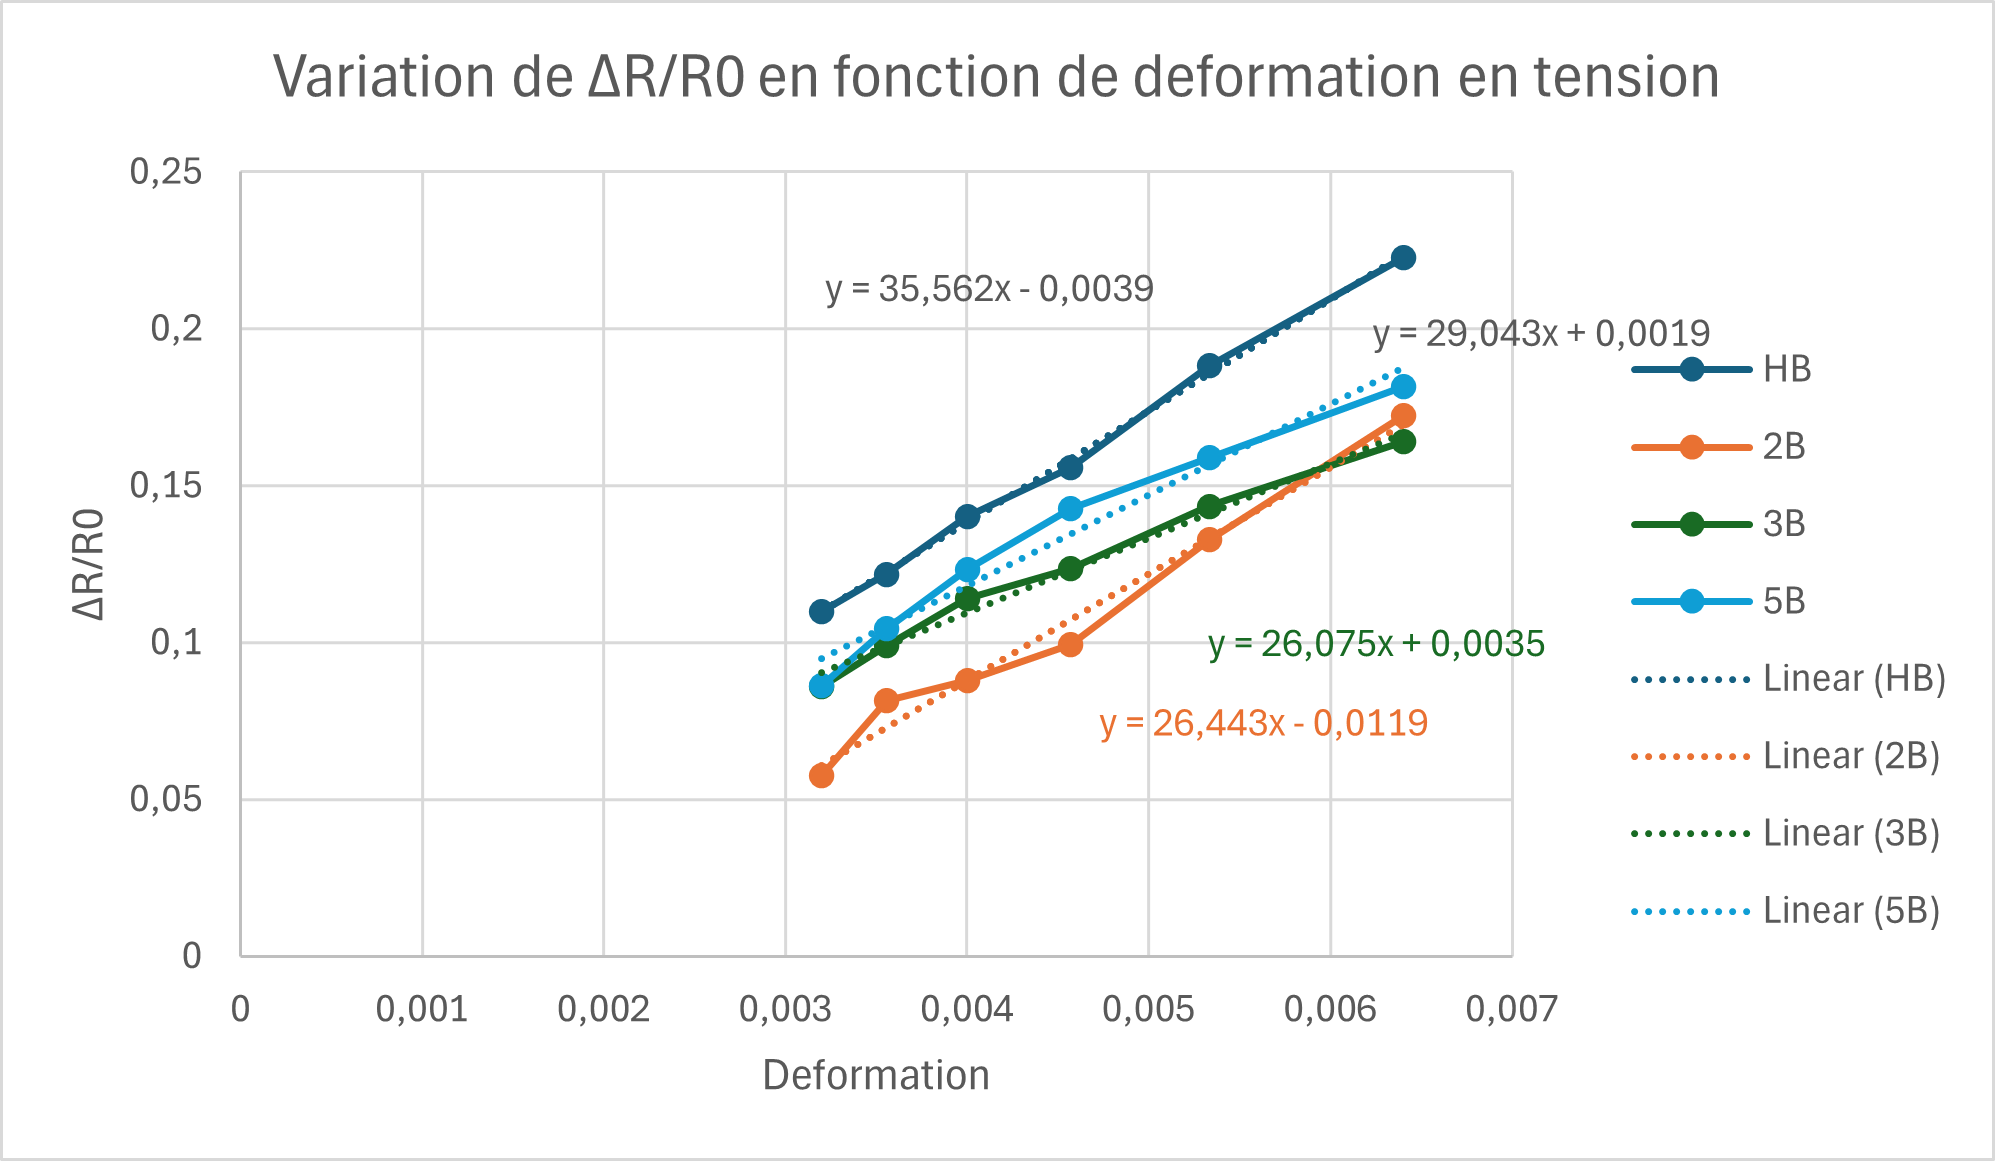 Variation de ΔR/R0 en fonction de deformation en tension
0,25
0,2
0,15
0,1
0,05
0
ΔR/R0
0
0,001
0,002
0,003
0,004
0,005
0,006
0,007
Deformation
y = 35,562x - 0,0039
y = 29,043x + 0,0019
y = 26,075x + 0,0035
y = 26,443x - 0,0119
HB
2B
3B
5B
Linear (HB)
Linear (2B)
Linear (3B)
Linear (5B)